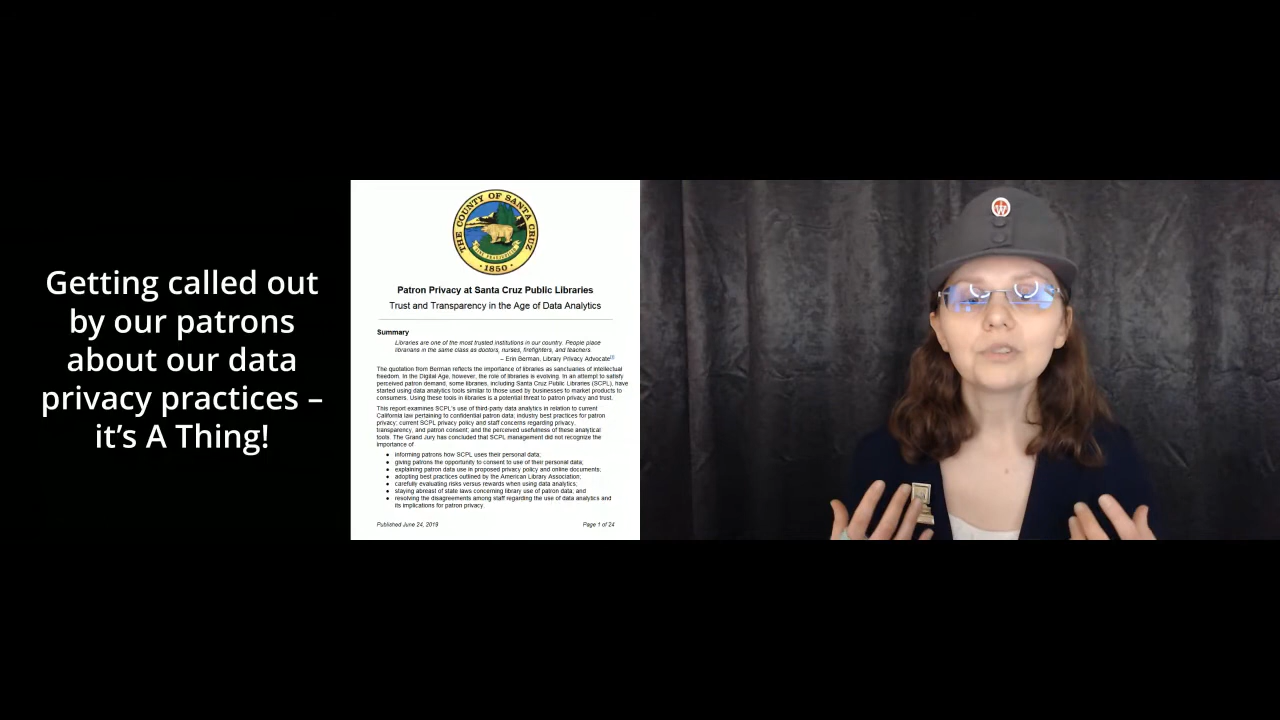 Getting called out
by our patrons
about our data
privacy practices –
it's A Thing!
THE COUNTY OF SANTA CRUZ
1850
Patron Privacy at Santa Cruz Public Libraries
Trust and Transparency in the Age of Data Analytics
Summary
Libraries are one of the most trusted institutions in our country. People place
librarians in the same class as doctors, nurses, firefighters, and teachers
– Erin Berman, Library Privacy Advocate[1]
The quotation from Berman reflects the importance of libraries as sanctuaries of intellectual
freedom. In the Digital Age, however, the role of libraries is evolving. In an attempt to satisfy
perceived patron demand, some libraries, including Santa Cruz Public Libraries (SCPL), have
started using data analytics tools similar to those used by businesses to market products to
consumers. Using these tools in libraries is a potential threat to patron privacy and trust.
This report examines SCPL's use of third-party data analytics in relation to current
California law pertaining to confidential patron data; industry best practices for patron
privacy; current SCPL privacy policy and staff concerns regarding privacy,
transparency, and patron consent; and the perceived usefulness of these analytical
tools. The Grand Jury has concluded that SCPL management did not recognize the
importance of
● informing patrons how SCPL uses their personal data;
● giving patrons the opportunity to consent to use of their personal data;
● explaining patron data use in proposed privacy policy and online documents;
● adopting best practices outlined by the American Library Association;
● carefully evaluating risks versus rewards when using data analytics;
● staying abreast of state laws concerning library use of patron data; and
● resolving the disagreements among staff regarding the use of data analytics and
its implications for patron privacy.
Published June 24, 2019 Page 1 of 24
W